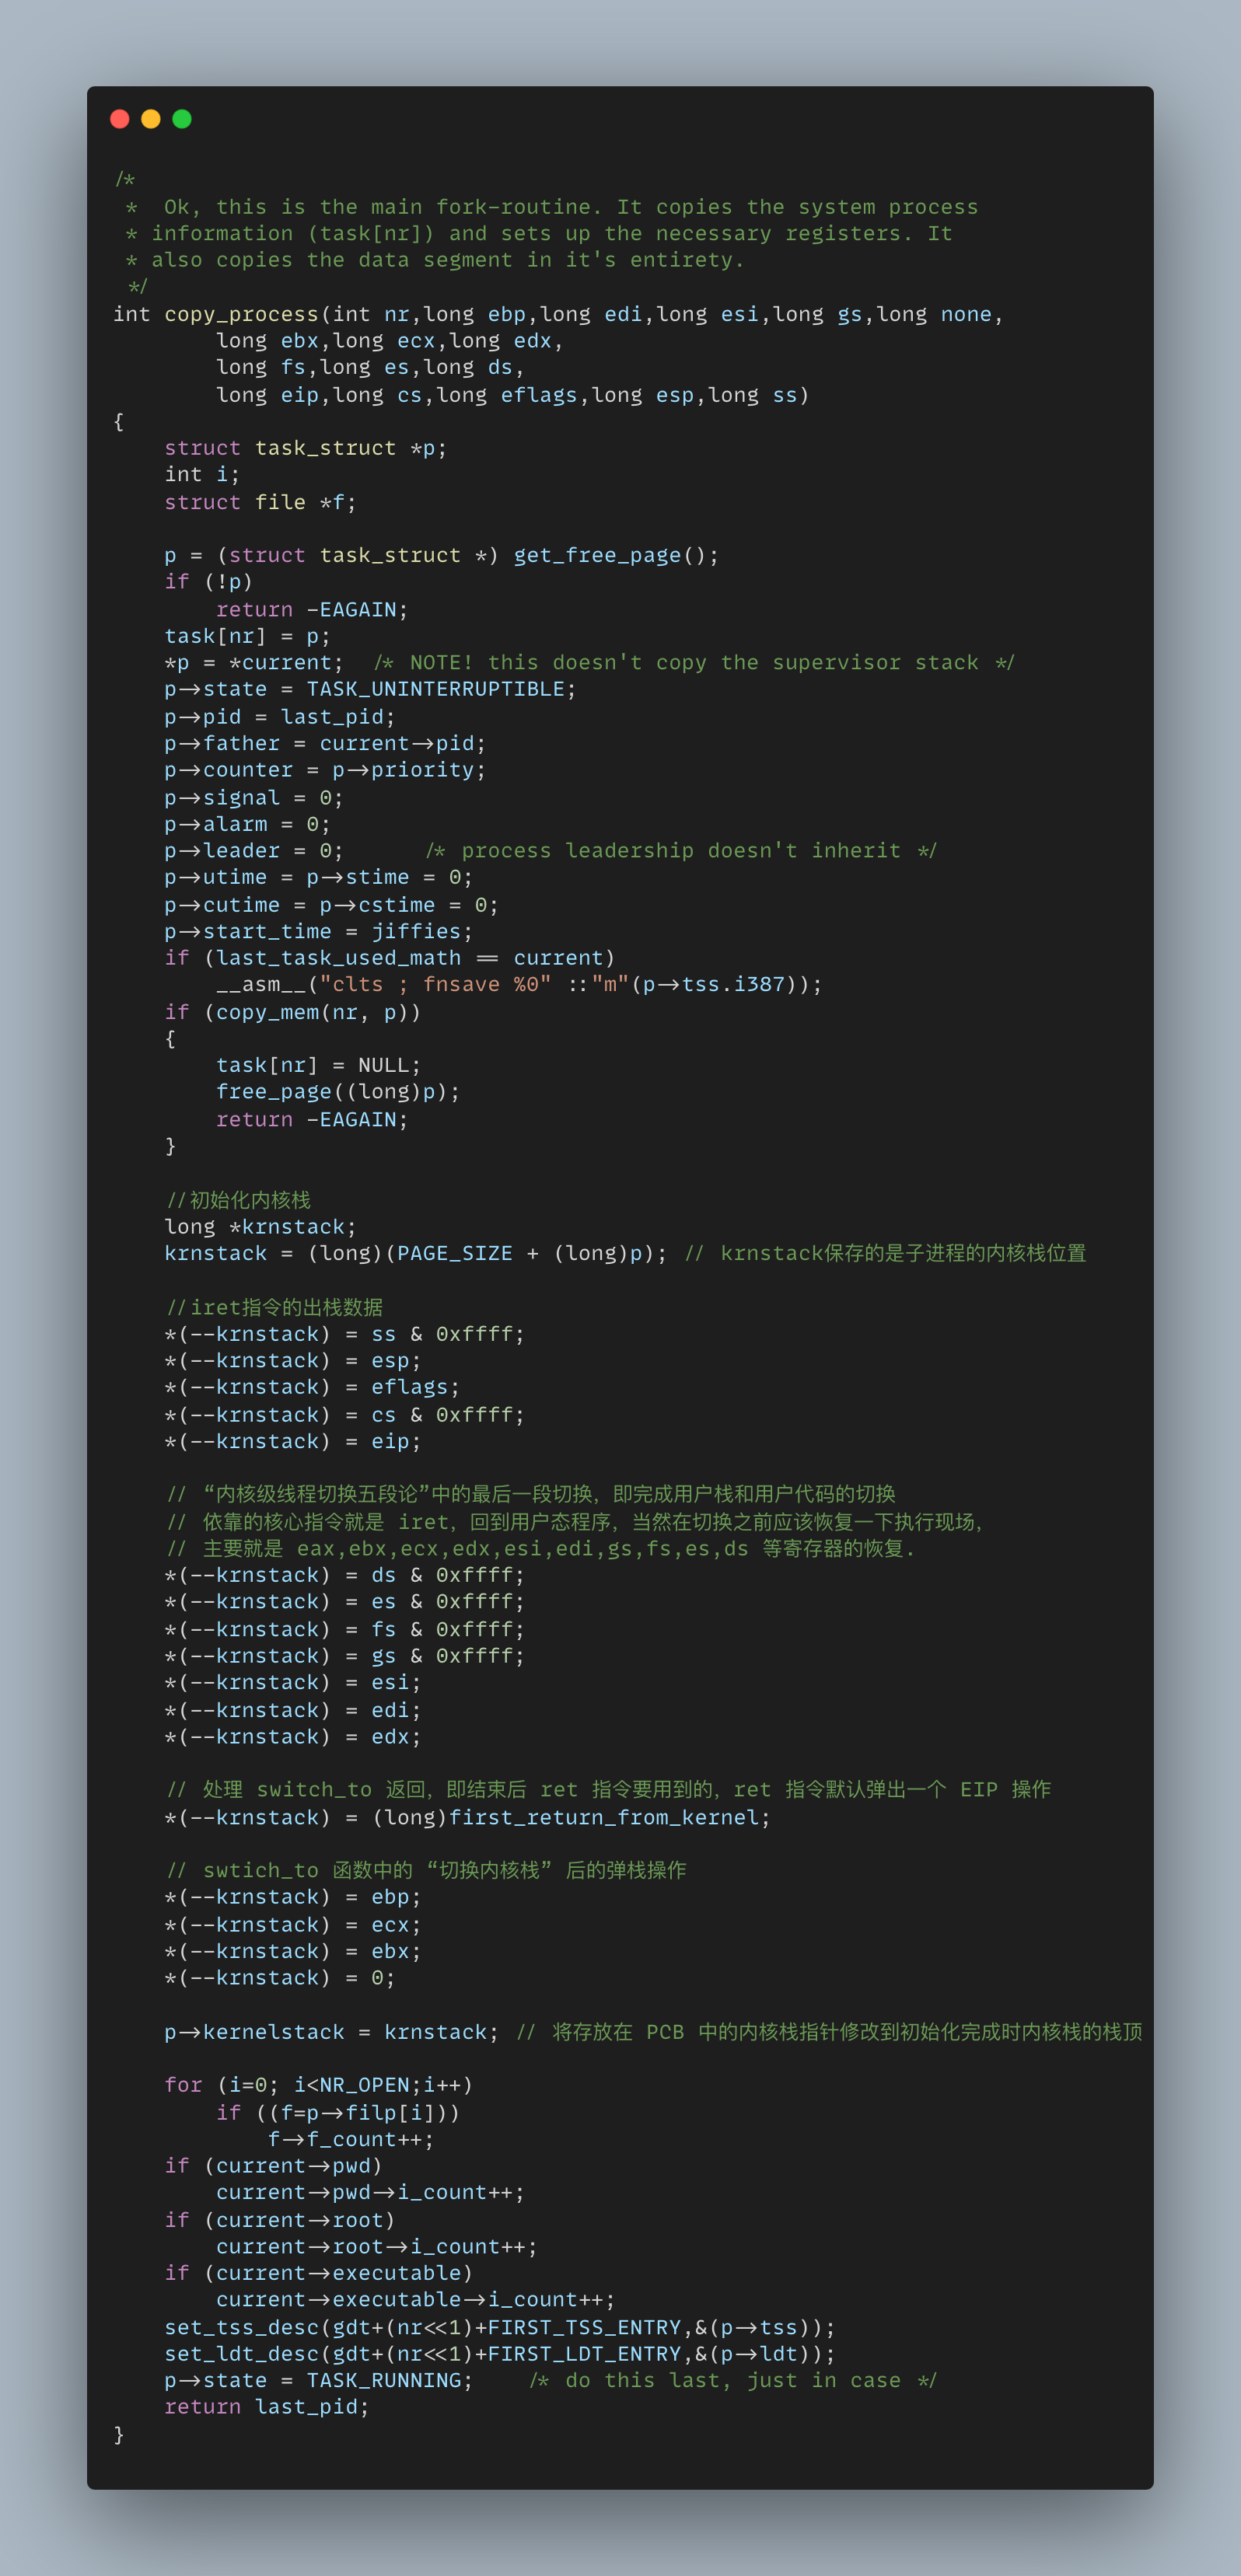 /*
 *  Ok, this is the main fork-routine. It copies the system process
 * information (task[nr]) and sets up the necessary registers. It
 * also copies the data segment in it's entirety.
 */
int copy_process(int nr,long ebp,long edi,long esi,long gs,long none,
        long ebx,long ecx,long edx,
        long fs,long es,long ds,
        long eip,long cs,long eflags,long esp,long ss)
{
    struct task_struct *p;
    int i;
    struct file *f;

    p = (struct task_struct *) get_free_page();
    if (!p)
        return -EAGAIN;
    task[nr] = p;
    *p = *current;  /* NOTE! this doesn't copy the supervisor stack */
    p->state = TASK_UNINTERRUPTIBLE;
    p->pid = last_pid;
    p->father = current->pid;
    p->counter = p->priority;
    p->signal = 0;
    p->alarm = 0;
    p->leader = 0;      /* process leadership doesn't inherit */
    p->utime = p->stime = 0;
    p->cutime = p->cstime = 0;
    p->start_time = jiffies;
    if (last_task_used_math == current)
        __asm__("clts ; fnsave %0" ::"m"(p->tss.i387));
    if (copy_mem(nr, p))
    {
        task[nr] = NULL;
        free_page((long)p);
        return -EAGAIN;
    }

    //初始化内核栈
    long *krnstack;
    krnstack = (long)(PAGE_SIZE + (long)p); // krnstack保存的是子进程的内核栈位置

    //iret指令的出栈数据
    *(--krnstack) = ss & 0xffff;
    *(--krnstack) = esp;
    *(--krnstack) = eflags;
    *(--krnstack) = cs & 0xffff;
    *(--krnstack) = eip;

    // “内核级线程切换五段论”中的最后一段切换，即完成用户栈和用户代码的切换
    // 依靠的核心指令就是 iret，回到用户态程序，当然在切换之前应该恢复一下执行现场，
    // 主要就是 eax,ebx,ecx,edx,esi,edi,gs,fs,es,ds 等寄存器的恢复.
    *(--krnstack) = ds & 0xffff;
    *(--krnstack) = es & 0xffff;
    *(--krnstack) = fs & 0xffff;
    *(--krnstack) = gs & 0xffff;
    *(--krnstack) = esi;
    *(--krnstack) = edi;
    *(--krnstack) = edx;

    // 处理 switch_to 返回，即结束后 ret 指令要用到的，ret 指令默认弹出一个 EIP 操作
    *(--krnstack) = (long)first_return_from_kernel;

    // swtich_to 函数中的 “切换内核栈” 后的弹栈操作
    *(--krnstack) = ebp;
    *(--krnstack) = ecx;
    *(--krnstack) = ebx;
    *(--krnstack) = 0;

    p->kernelstack = krnstack; // 将存放在 PCB 中的内核栈指针修改到初始化完成时内核栈的栈顶

    for (i=0; i<NR_OPEN;i++)
        if ((f=p->filp[i]))
            f->f_count++;
    if (current->pwd)
        current->pwd->i_count++;
    if (current->root)
        current->root->i_count++;
    if (current->executable)
        current->executable->i_count++;
    set_tss_desc(gdt+(nr<<1)+FIRST_TSS_ENTRY,&(p->tss));
    set_ldt_desc(gdt+(nr<<1)+FIRST_LDT_ENTRY,&(p->ldt));
    p->state = TASK_RUNNING;    /* do this last, just in case */
    return last_pid;
}